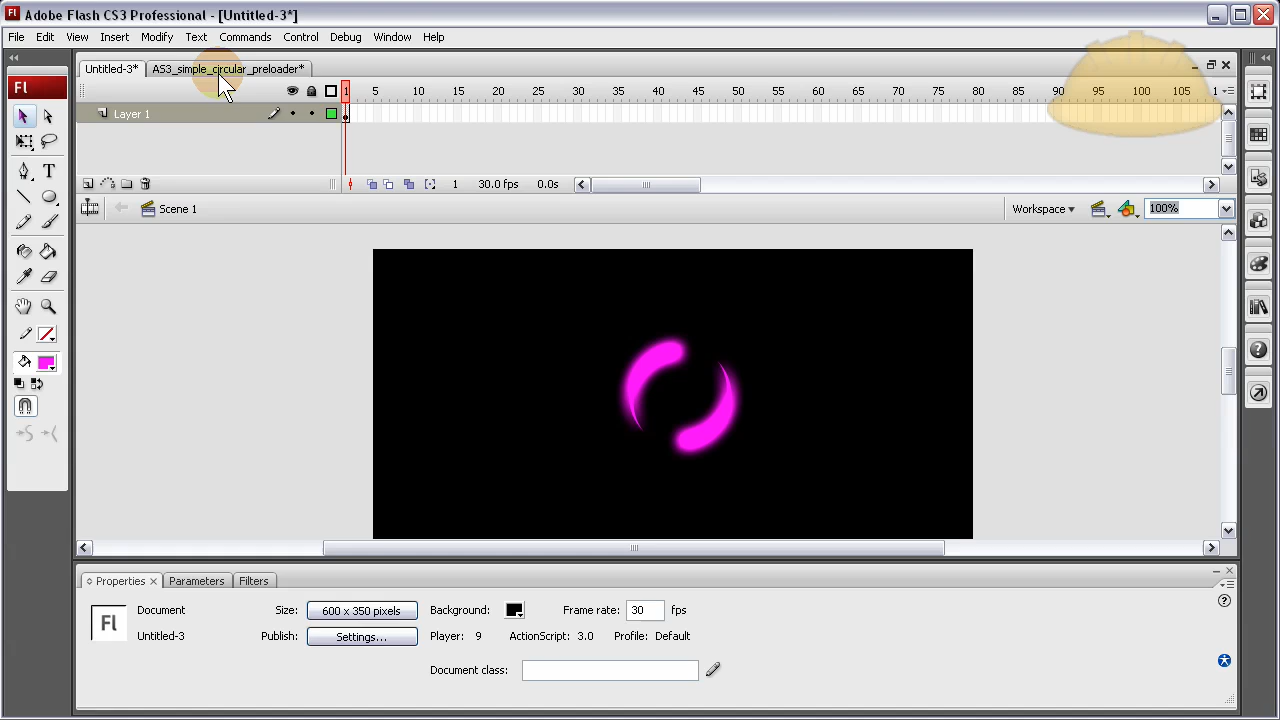 Fl Adobe Flash CS3 Professional - [Untitled-3*]
File Edit View Insert Modify Text Commands Control Debug Window Help
Untitled-3* AS3_simple_circular_preloader*
Fl
1 5 10 15 20 25 30 35 40 45 50 55 60 65 70 75 80 85 90 95 100 105 1
Layer 1
1 30.0 fps 0.0s
Scene 1 Workspace 100%
Properties Parameters Filters
Fl Document Size: 600 x 350 pixels Background: Frame rate: 30 fps
Untitled-3 Publish: Settings... Player: 9 ActionScript: 3.0 Profile: Default
Document class: